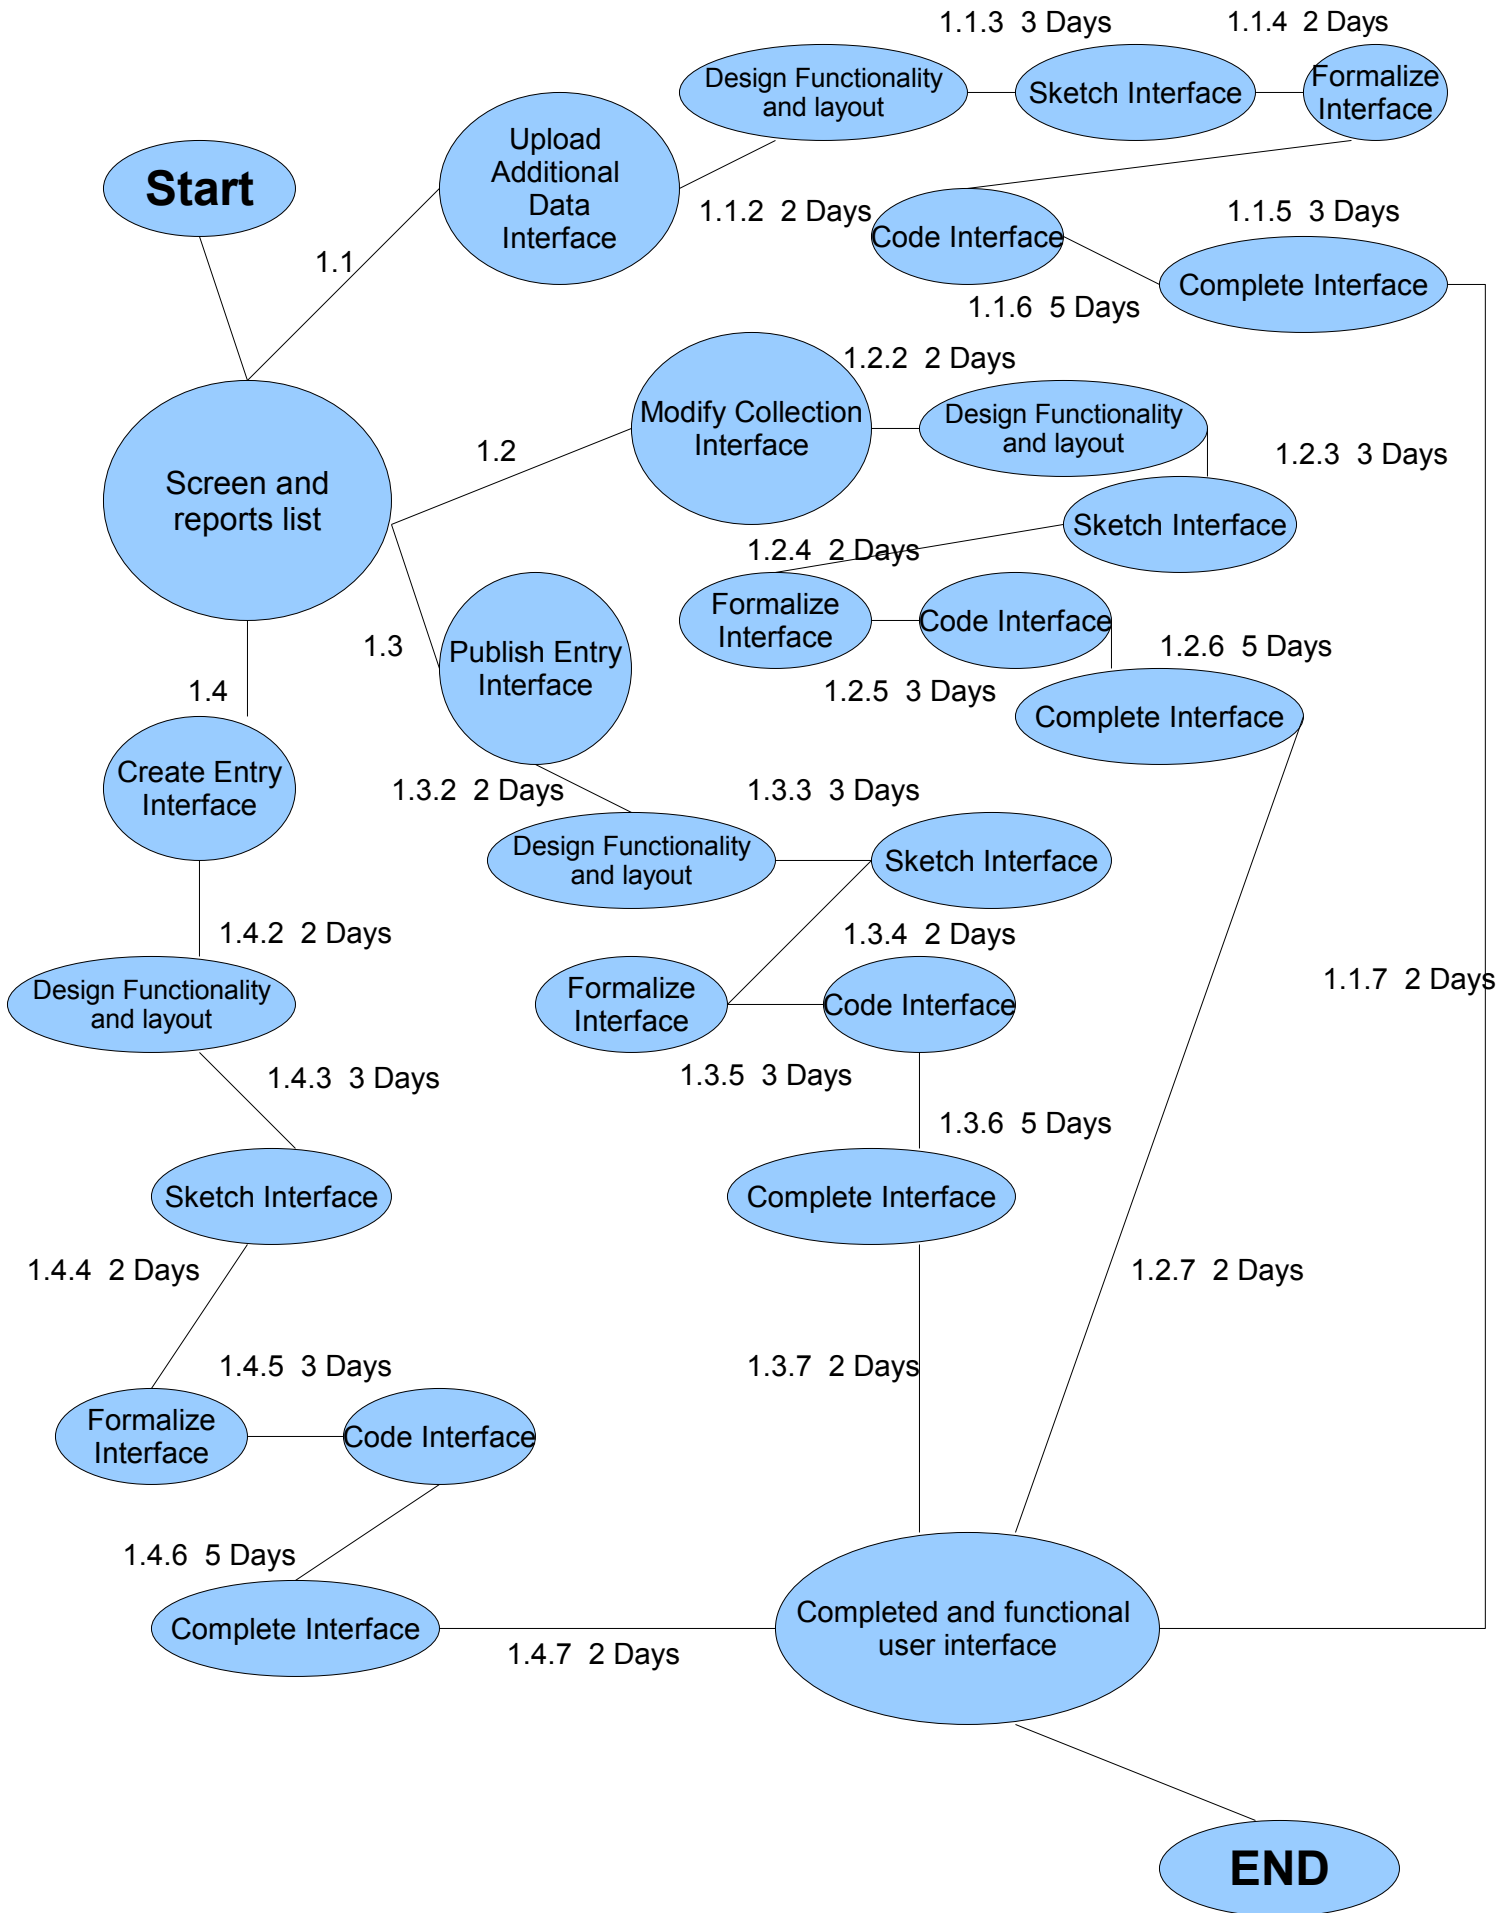 1.1.3  3 Days
1.1.4  2 Days
Design Functionality
and layout
Sketch Interface
Formalize
Interface
Upload
Additional
Data
Interface
Start
1.1.2  2 Days
1.1.5  3 Days
Code Interface
1.1
Complete Interface
1.1.6  5 Days
1.2.2  2 Days
Modify Collection
Interface
Design Functionality
and layout
1.2
1.2.3  3 Days
Screen and
reports list
Sketch Interface
1.2.4  2 Days
Formalize
Interface
Code Interface
1.3
Publish Entry
Interface
1.2.6  5 Days
1.4
1.2.5  3 Days
Complete Interface
Create Entry
Interface
1.3.2  2 Days
1.3.3  3 Days
Design Functionality
and layout
Sketch Interface
1.4.2  2 Days
1.3.4  2 Days
Design Functionality
and layout
Formalize
Interface
Code Interface
1.1.7  2 Days
1.4.3  3 Days
1.3.5  3 Days
1.3.6  5 Days
Sketch Interface
Complete Interface
1.4.4  2 Days
1.2.7  2 Days
1.4.5  3 Days
1.3.7  2 Days
Formalize
Interface
Code Interface
1.4.6  5 Days
Complete Interface
Completed and functional
user interface
1.4.7  2 Days
END